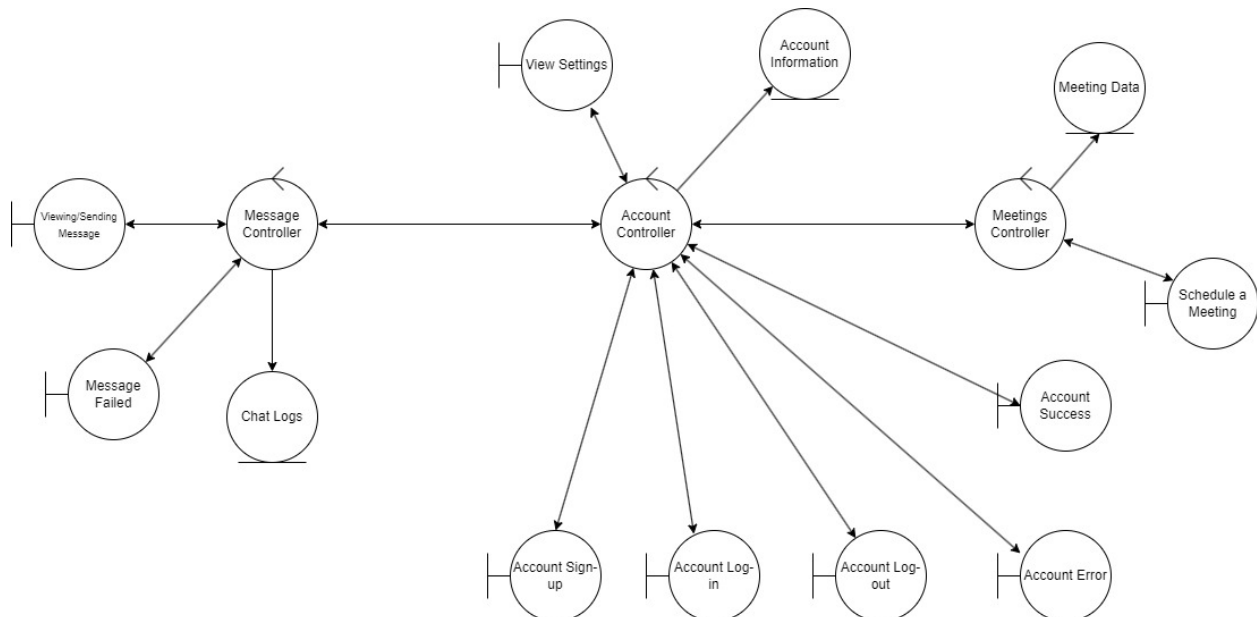 View Settings
Account
Information
Meeting Data
Viewing/Sending
Message
Message
Controller
Account
Controller
Meetings
Controller
Schedule a
Meeting
Message
Failed
Chat Logs
Account
Success
Account Sign-
up
Account Log-
in
Account Log-
out
Account Error